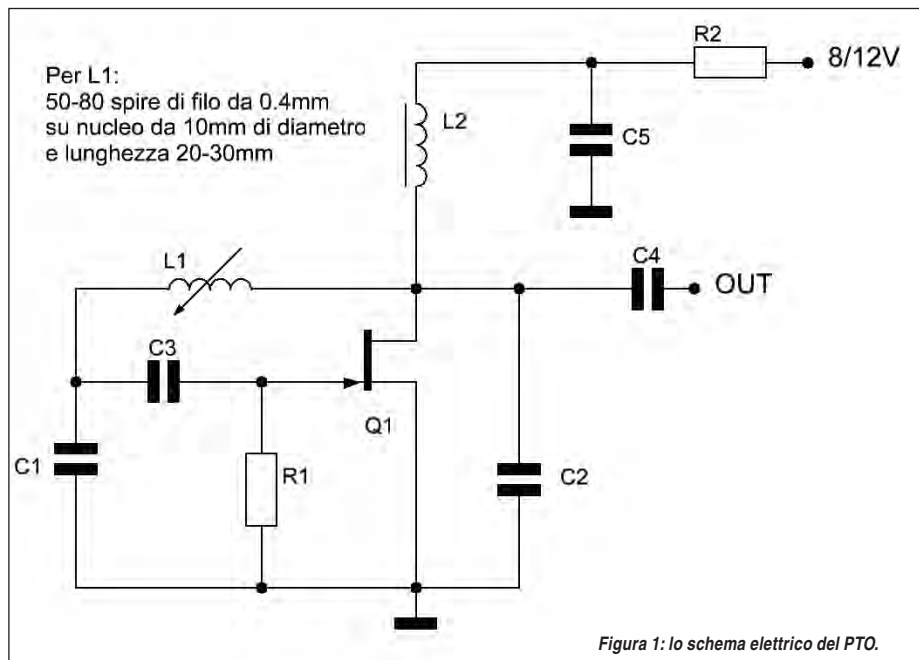 R2
8/12V
Per L1:
50-80 spire di filo da 0.4mm
su nucleo da 10mm di diametro
e lunghezza 20-30mm
L2
C5
L1
C4
OUT
C3
Q1
C1
R1
C2
Figura 1: lo schema elettrico del PTO.